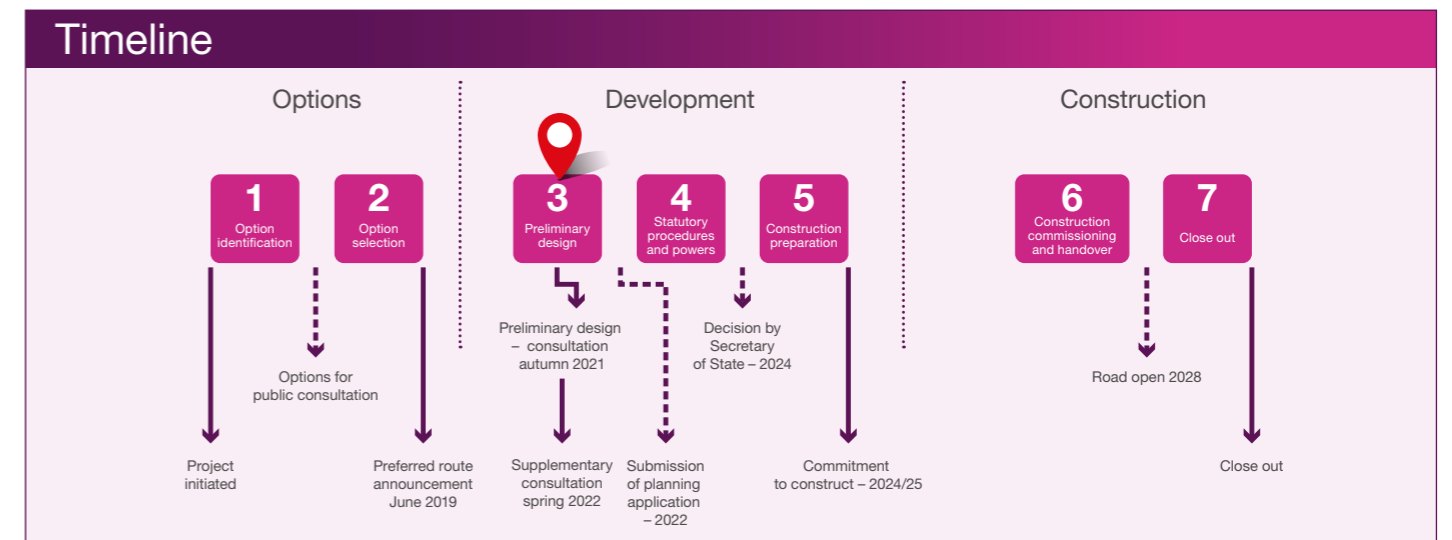 Timeline
Options
Development
Construction
1
Option
identification
2
Option
selection
3
Preliminary
design
4
Statutory
procedures
and powers
5
Construction
preparation
6
Construction
commissioning
and handover
7
Close out
Preliminary design
– consultation
autumn 2021
Decision by
Secretary
of State – 2024
Options for
public consultation
Road open 2028
Project
initiated
Preferred route
announcement
June 2019
Supplementary
consultation
spring 2022
Submission
of planning
application
– 2022
Commitment
to construct – 2024/25
Close out